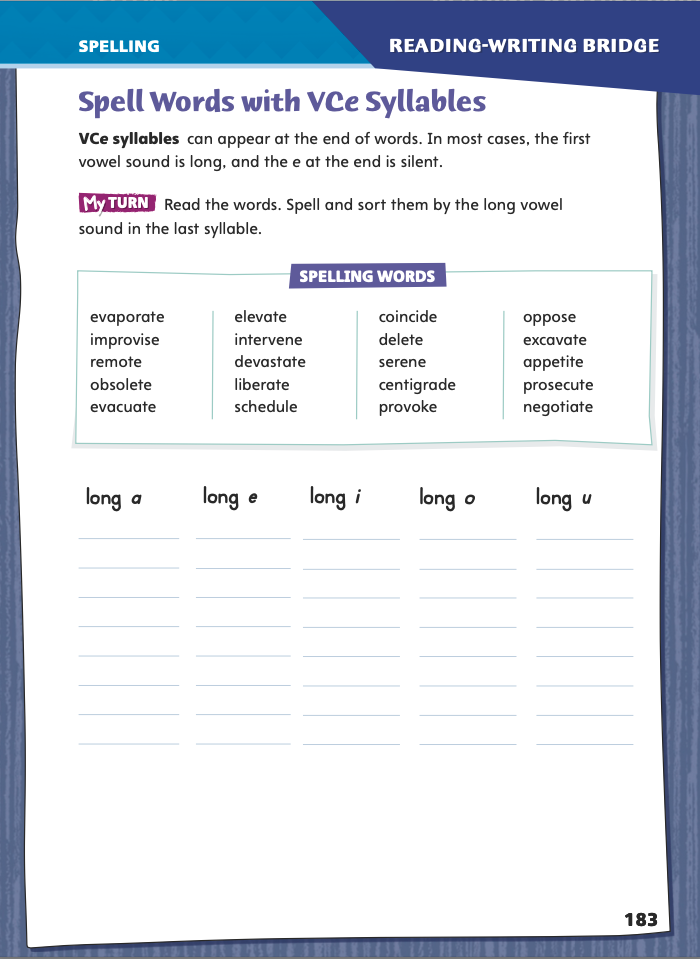 SPELLING
READING-WRITING BRIDGE
Spell Words with VCe Syllables
VCe syllables can appear at the end of words. In most cases, the first
vowel sound is long, and the e at the end is silent.
My TURN Read the words. Spell and sort them by the long vowel
sound in the last syllable.
SPELLING WORDS
evaporate
improvise
remote
obsolete
evacuate
elevate
intervene
devastate
liberate
schedule
coincide
delete
serene
centigrade
provoke
oppose
excavate
appetite
prosecute
negotiate
long a
long e
long i
long o
long u
183